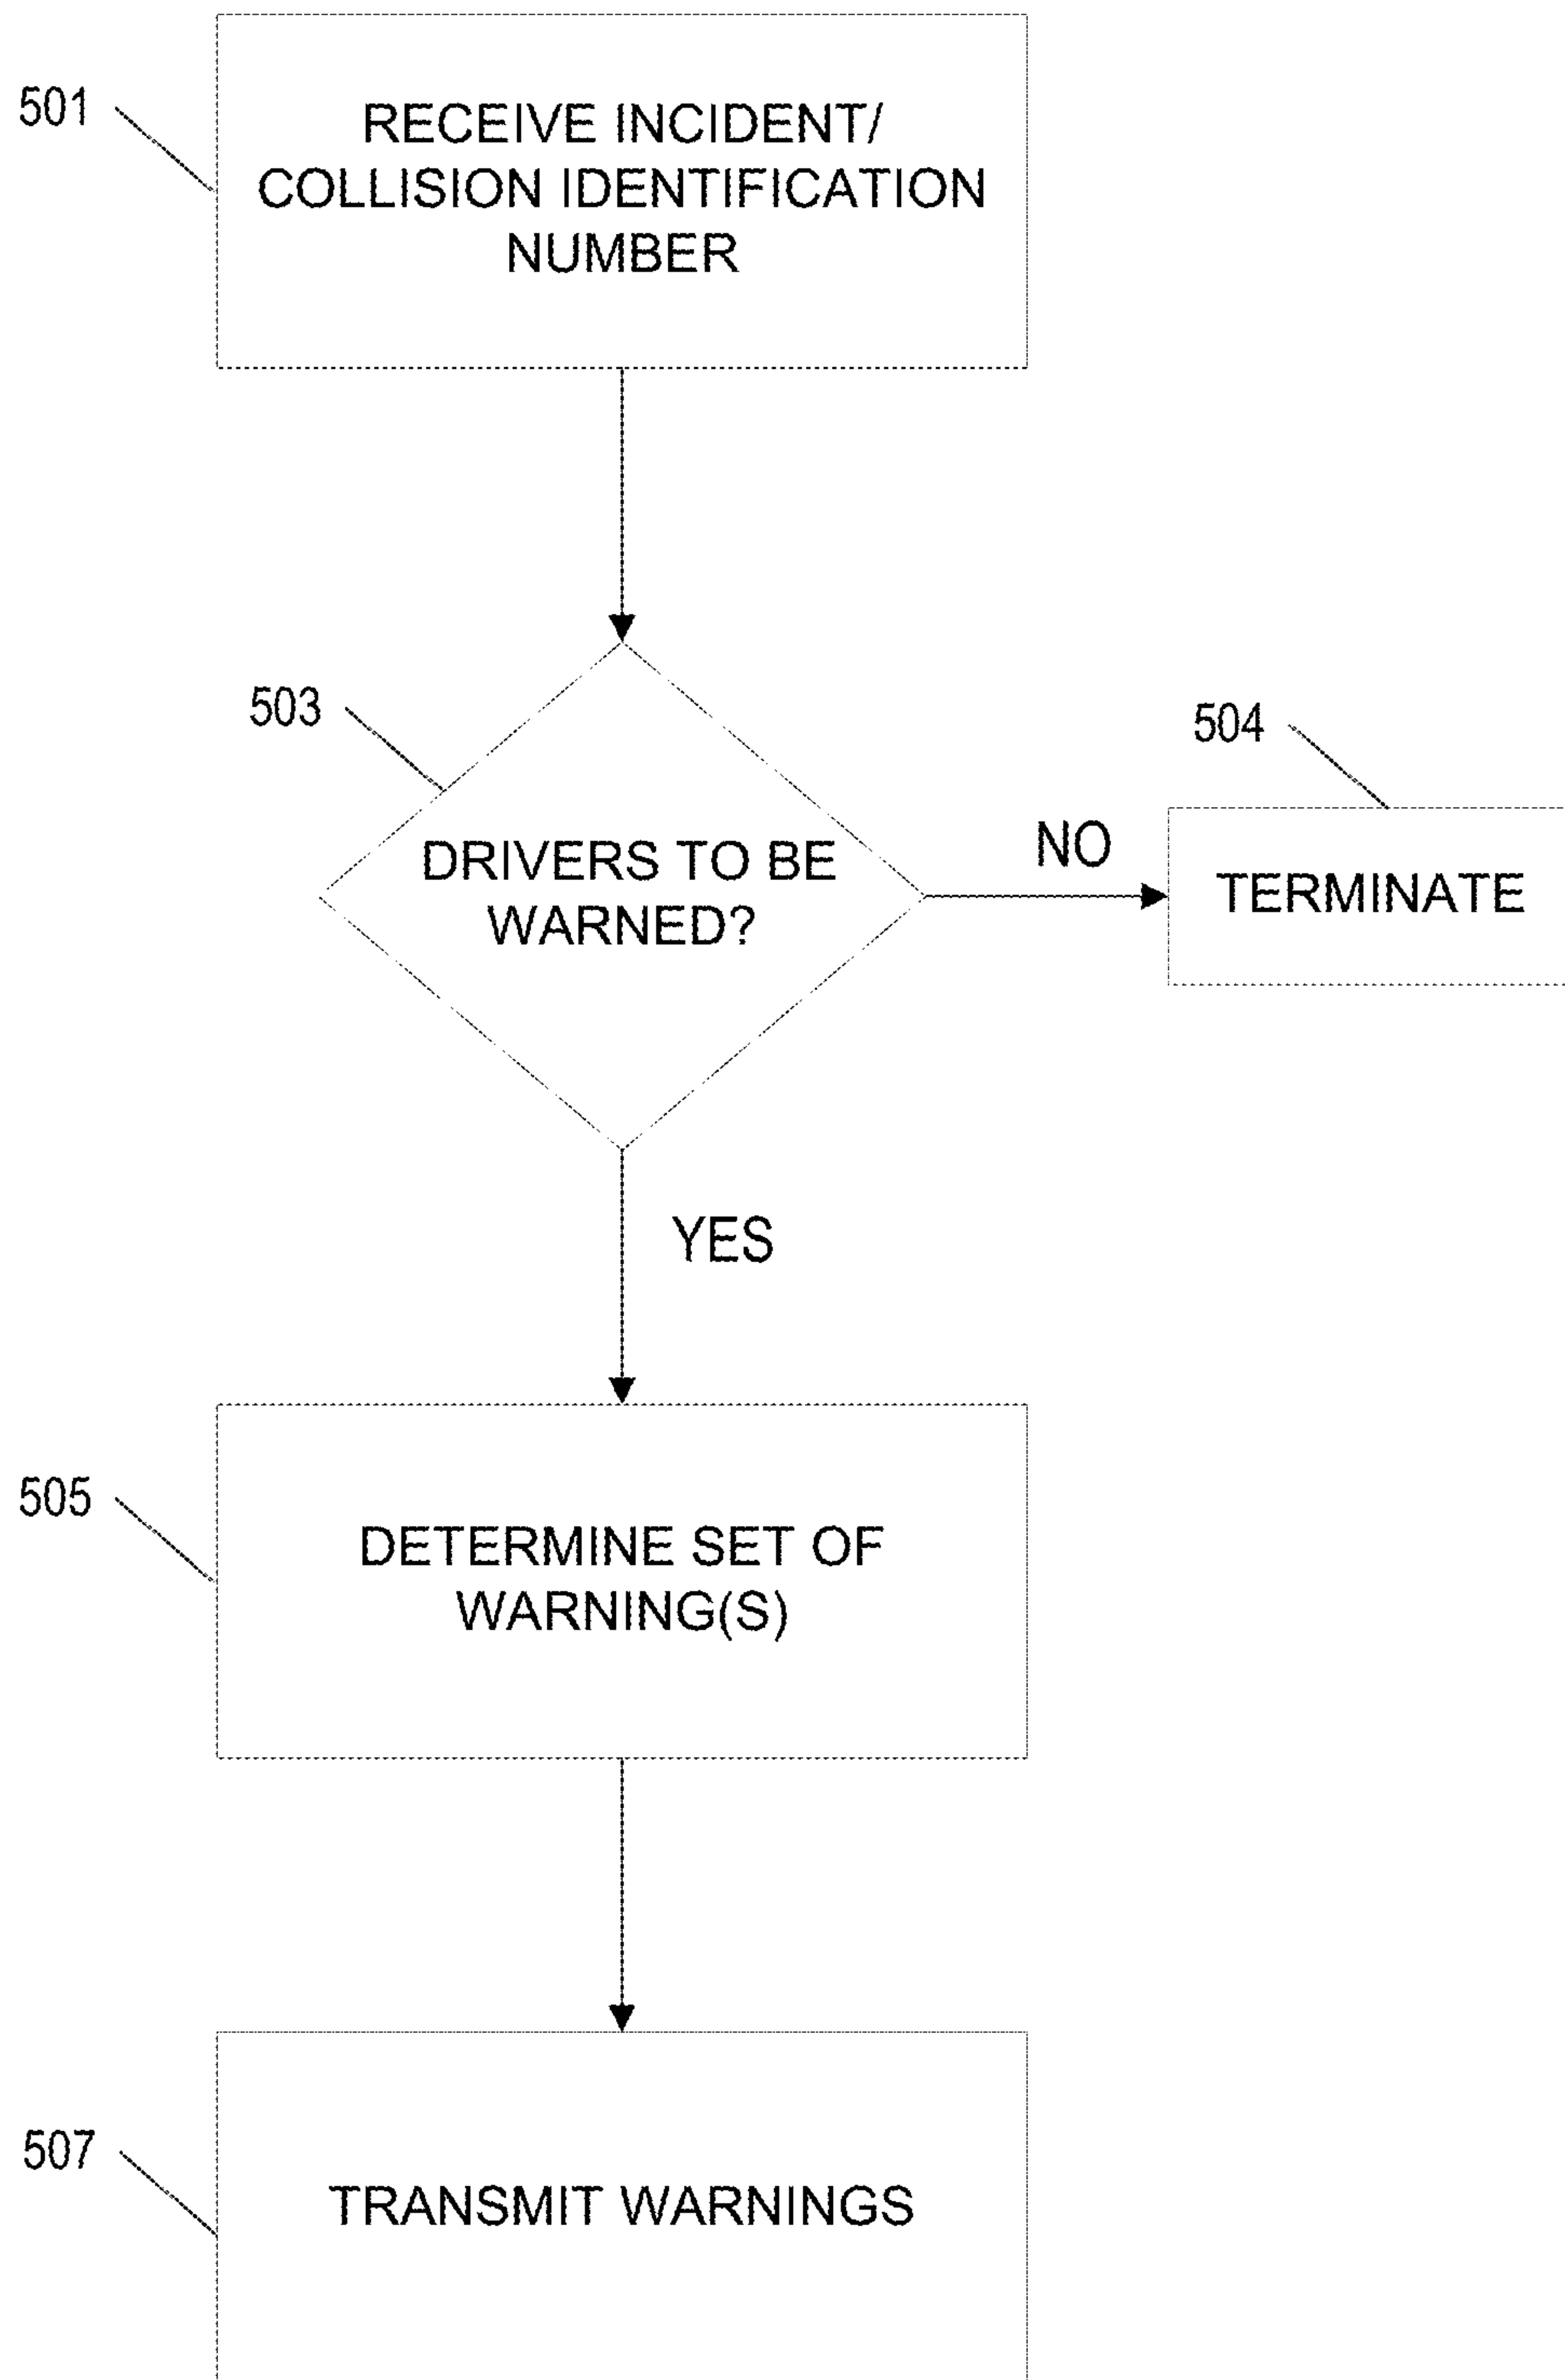 501
RECEIVE INCIDENT/
COLLISION IDENTIFICATION
NUMBER
503
DRIVERS TO BE
WARNED?
NO
504
TERMINATE
YES
505
DETERMINE SET OF
WARNING(S)
507
TRANSMIT WARNINGS